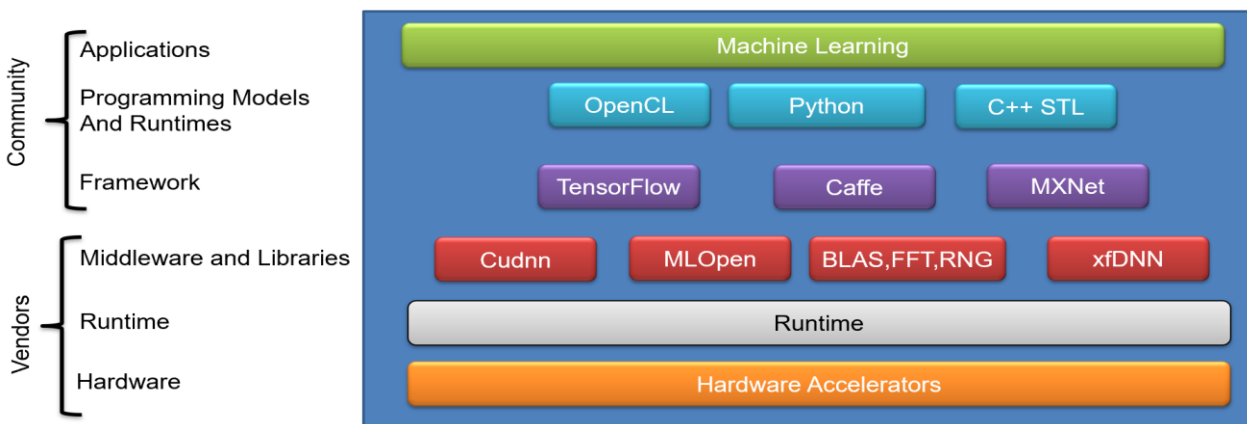 Community
Applications
Machine Learning
Programming Models
And Runtimes
OpenCL
Python
C++ STL
Framework
TensorFlow
Caffe
MXNet
Vendors
Middleware and Libraries
Cudnn
MLOpen
BLAS,FFT,RNG
xfDNN
Runtime
Runtime
Hardware
Hardware Accelerators